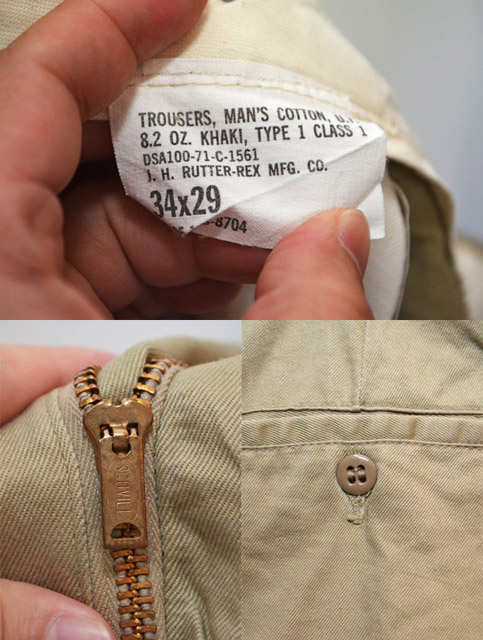 TROUSERS, MAN'S COTTON,
8.2 OZ. KHAKI, TYPE 1 CLASS 1
DSA100-71-C-1561
J. H. RUTTER-REX MFG. CO.
34x29
-8704
SCOVILL